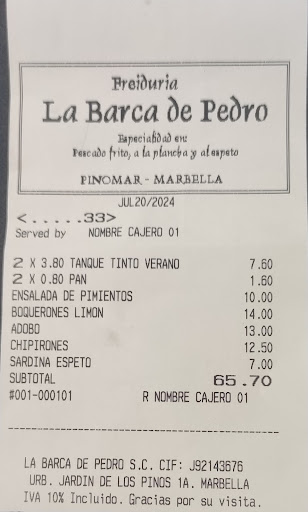 Freiduria
La Barca de Pedro
Especialidad en:
Pescado frito, a la plancha y al espeto
PINOMAR - MARBELLA
JUL20/2024
<.....33>
Served by NOMBRE CAJERO 01
2 X 3.80 TANQUE TINTO VERANO 7.60
2 X 0.80 PAN 1.60
ENSALADA DE PIMIENTOS 10.00
BOQUERONES LIMON 14.00
ADOBO 13.00
CHIPIRONES 12.50
SARDINA ESPETO 7.00
SUBTOTAL 65.70
#001-000101 R NOMBRE CAJERO 01
LA BARCA DE PEDRO S.C. CIF: J92143676
URB. JARDIN DE LOS PINOS 1A. MARBELLA
IVA 10% Incluido. Gracias por su visita.